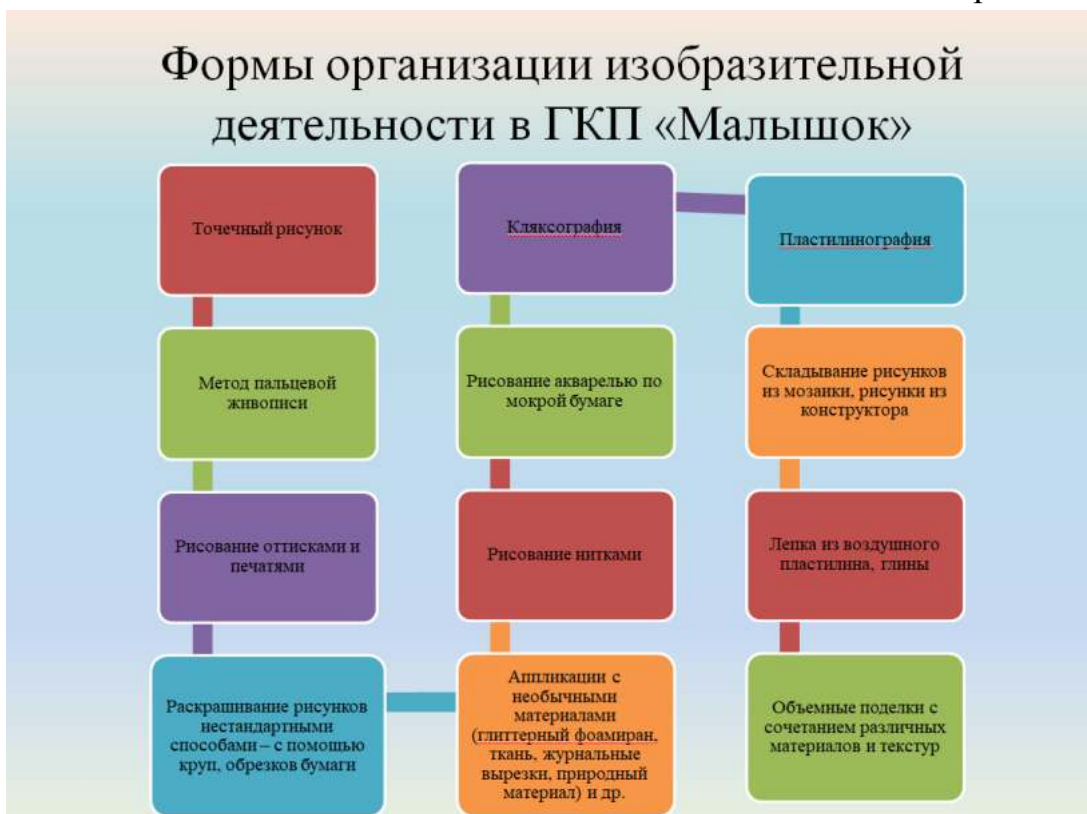 Формы организации изобразительной
деятельности в ГКП «Малышок»
Точечный рисунок
Метод пальцевой
живописи
Рисование оттисками и
печатями
Раскрашивание рисунков
нестандартными
способами – с помощью
круп, обрезков бумаги
Аппликации с
необычными
материалами
(глиттерный фоамиран,
ткань, журнальные
вырезки, природный
материал) и др.
Рисование нитками
Рисование акварелью по
мокрой бумаге
Кляксография
Пластилинография
Складывание рисунков
из мозаики, рисунки из
конструктора
Лепка из воздушного
пластилина, глины
Объемные поделки с
сочетанием различных
материалов и текстур